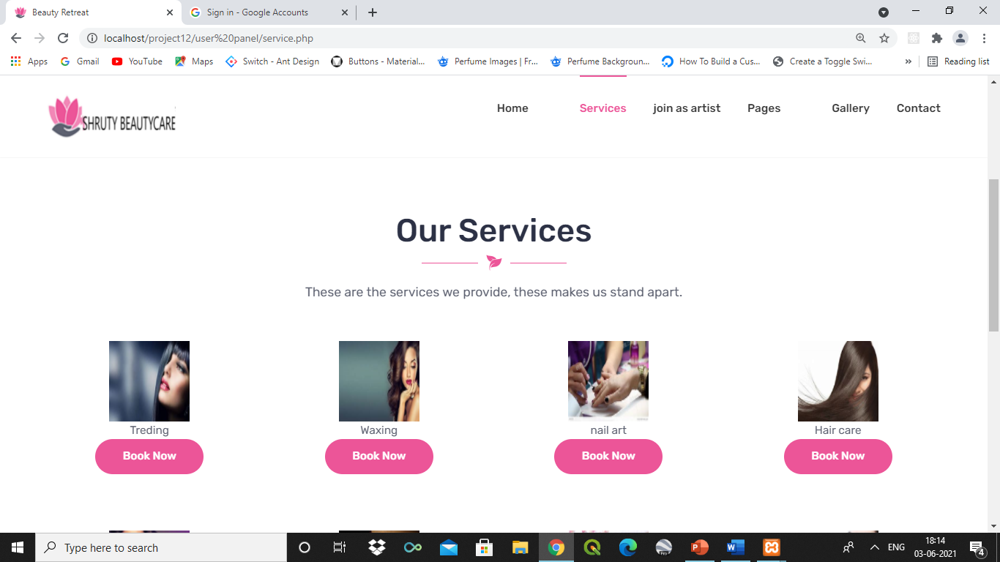 Beauty Retreat
Sign in - Google Accounts
localhost/project12/user%20panel/service.php
Apps
Gmail
YouTube
Maps
Switch - Ant Design
Buttons - Material...
Perfume Images | Fr...
Perfume Backgroun...
How To Build a Cus...
Create a Toggle Swi...
»
Reading list
SHRUTY BEAUTYCARE
Home
Services
join as artist
Pages
Gallery
Contact
Our Services
These are the services we provide, these makes us stand apart.
Treding
Waxing
nail art
Hair care
Book Now
Book Now
Book Now
Book Now
Type here to search
Pro
ENG
18:14
03-06-2021
4